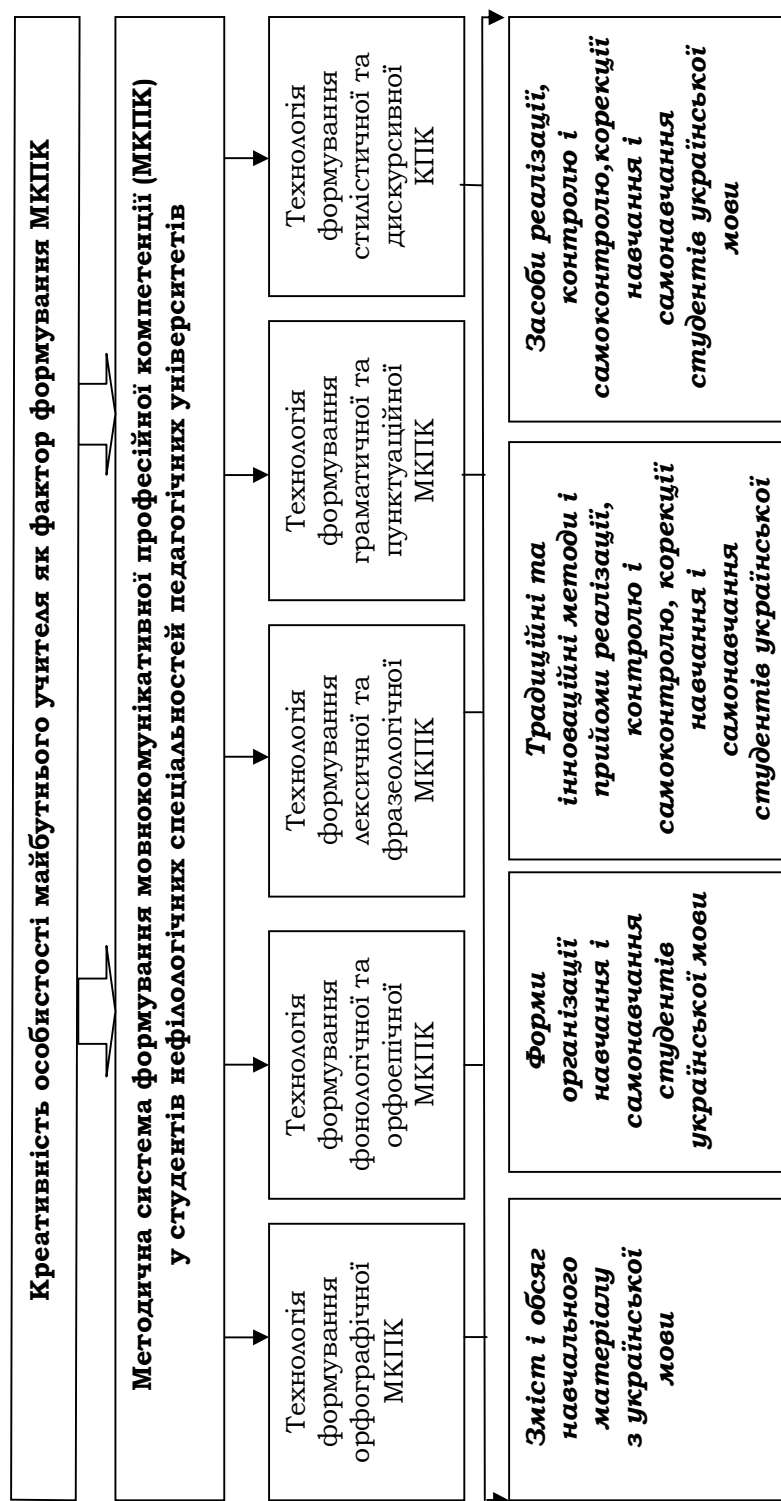 Креативність особистості майбутнього учителя як фактор формування МКПК
Методична система формування мовнокомунікативної професійної компетенції (МКПК)
у студентів нефілологічних спеціальностей педагогічних університетів
Технологія
формування
орфографічної
МКПК
Технологія
формування
фонологічної та
орфоепічної
МКПК
Технологія
формування
лексичної та
фразеологічної
МКПК
Технологія
формування
граматичної та
пунктуаційної
МКПК
Технологія
формування
стилістичної та
дискурсивної
КПК
Зміст і обсяг
навчального
матеріалу
з української
мови
Форми
організації
навчання і
самонавчання
студентів
української мови
Традиційні та
інноваційні методи і
прийоми реалізації,
контролю і
самоконтролю, корекції
навчання і
самонавчання
студентів української
Засоби реалізації,
контролю і
самоконтролю,корекції
навчання і
самонавчання
студентів української
мови